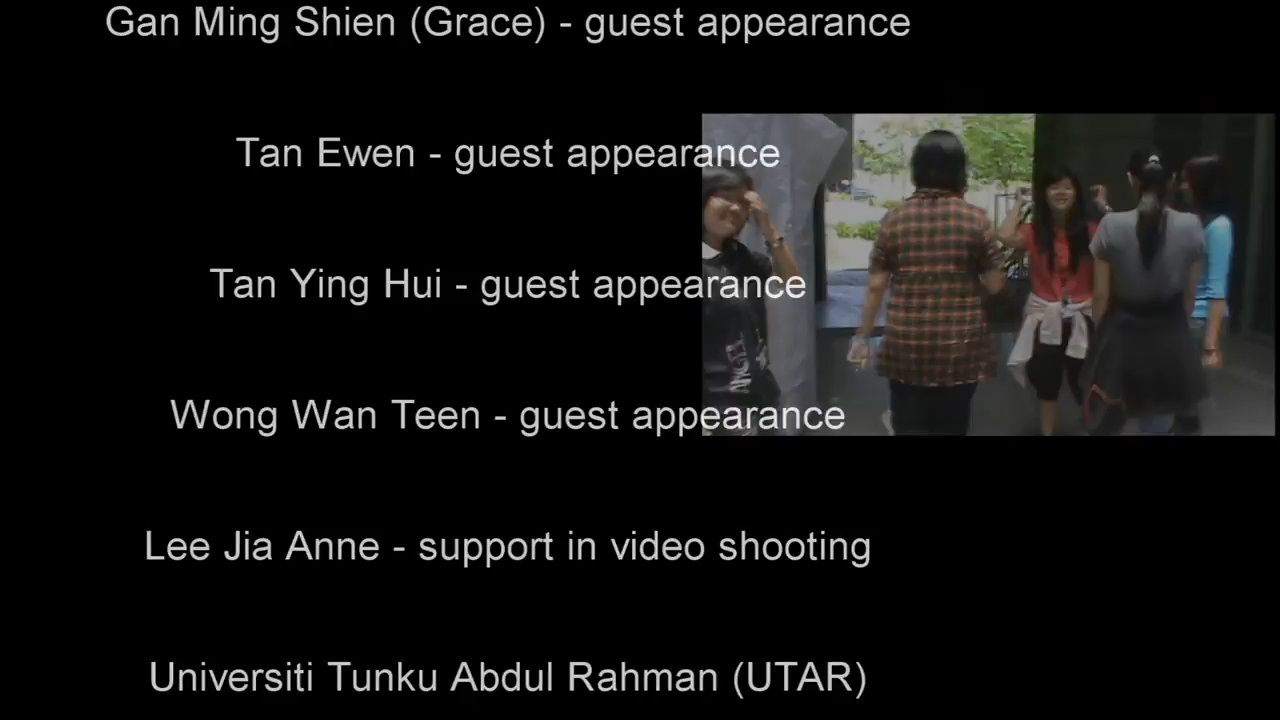 Gan Ming Shien (Grace) - guest appearance
Tan Ewen - guest appearance
Tan Ying Hui - guest appearance
Wong Wan Teen - guest appearance
Lee Jia Anne - support in video shooting
Universiti Tunku Abdul Rahman (UTAR)